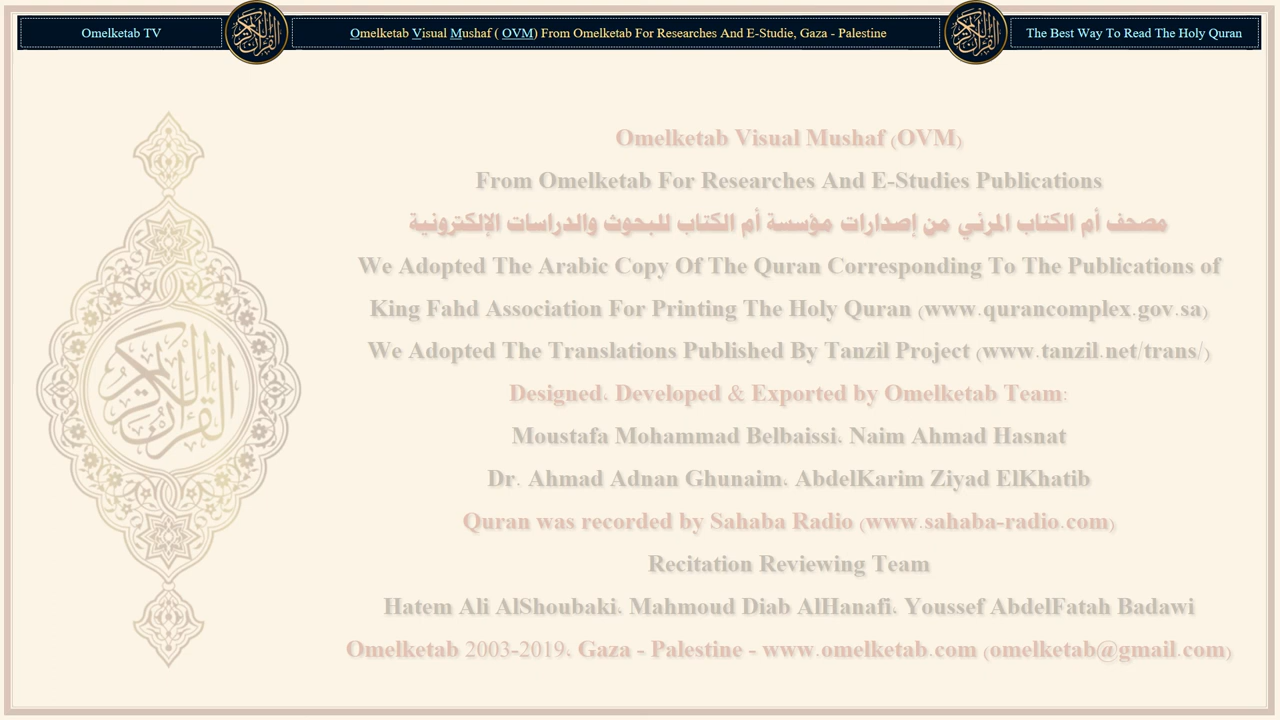 Omelketab TV
Omelketab Visual Mushaf ( OVM) From Omelketab For Researches And E-Studie, Gaza - Palestine
The Best Way To Read The Holy Quran
Omelketab Visual Mushaf (OVM)
From Omelketab For Researches And E-Studies Publications
مصحف أم الكتاب المرئي من إصدارات مؤسسة أم الكتاب للبحوث والدراسات الإلكترونية
We Adopted The Arabic Copy Of The Quran Corresponding To The Publications of
King Fahd Association For Printing The Holy Quran (www.qurancomplex.gov.sa)
We Adopted The Translations Published By Tanzil Project (www.tanzil.net/trans/)
Designed، Developed & Exported by Omelketab Team:
Moustafa Mohammad Belbaissi، Naim Ahmad Hasnat
Dr. Ahmad Adnan Ghunaim، AbdelKarim Ziyad ElKhatib
Quran was recorded by Sahaba Radio (www.sahaba-radio.com)
Recitation Reviewing Team
Hatem Ali AlShoubaki، Mahmoud Diab AlHanafi، Youssef AbdelFatah Badawi
Omelketab 2003-2019، Gaza - Palestine - www.omelketab.com (omelketab@gmail.com)
القرآن الكريم